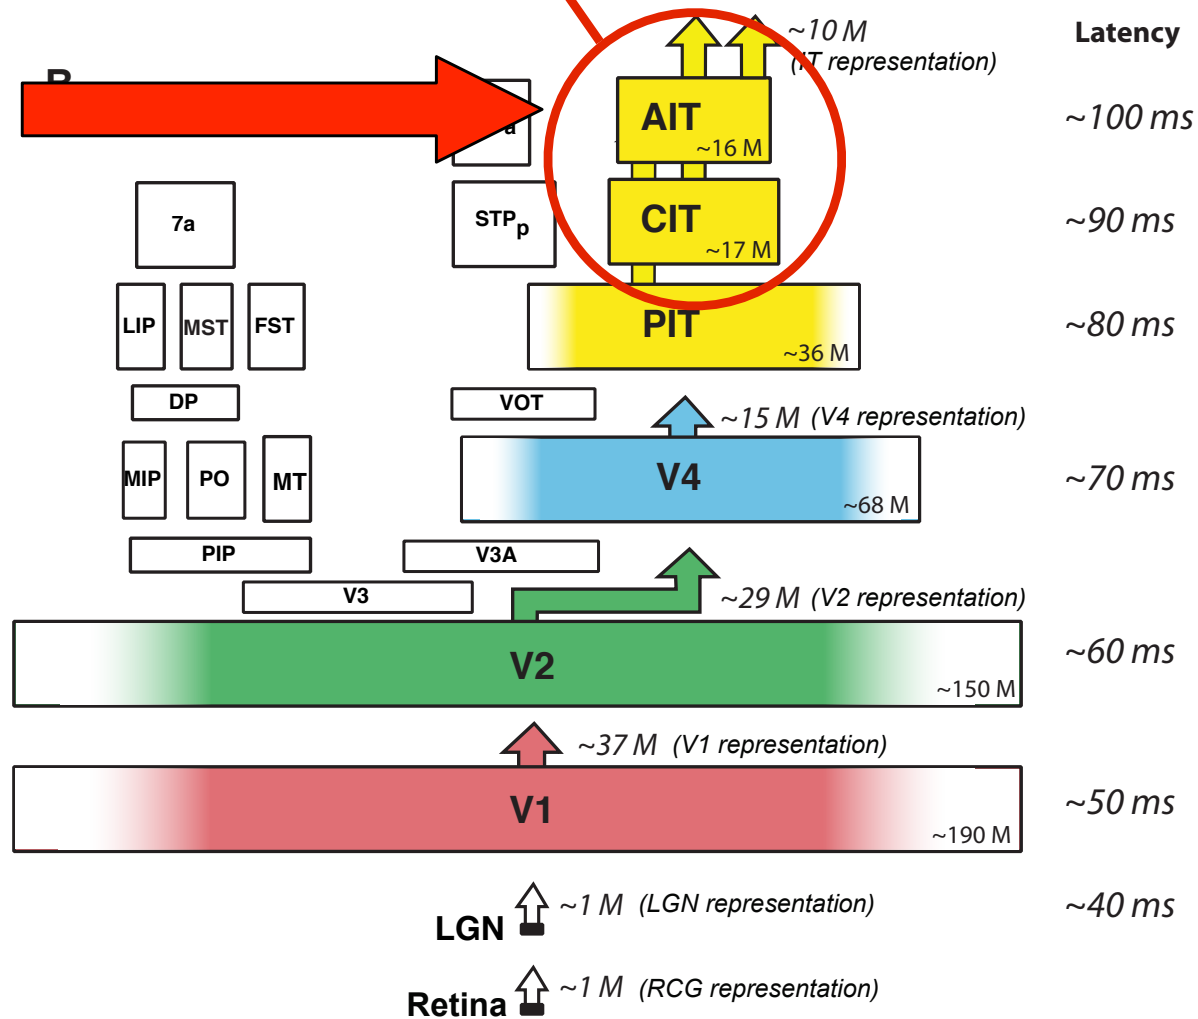 ~10 M
Latency
(IT representation)
B
a
AIT
~16 M
~100 ms
7a
STPp
CIT
~17 M
~90 ms
LIP
MST
FST
PIT
~36 M
~80 ms
DP
VOT
~15 M (V4 representation)
MIP
PO
MT
V4
~68 M
~70 ms
PIP
V3A
V3
~29 M (V2 representation)
V2
~150 M
~60 ms
~37 M (V1 representation)
V1
~190 M
~50 ms
LGN
~1 M (LGN representation)
~40 ms
Retina
~1 M (RCG representation)